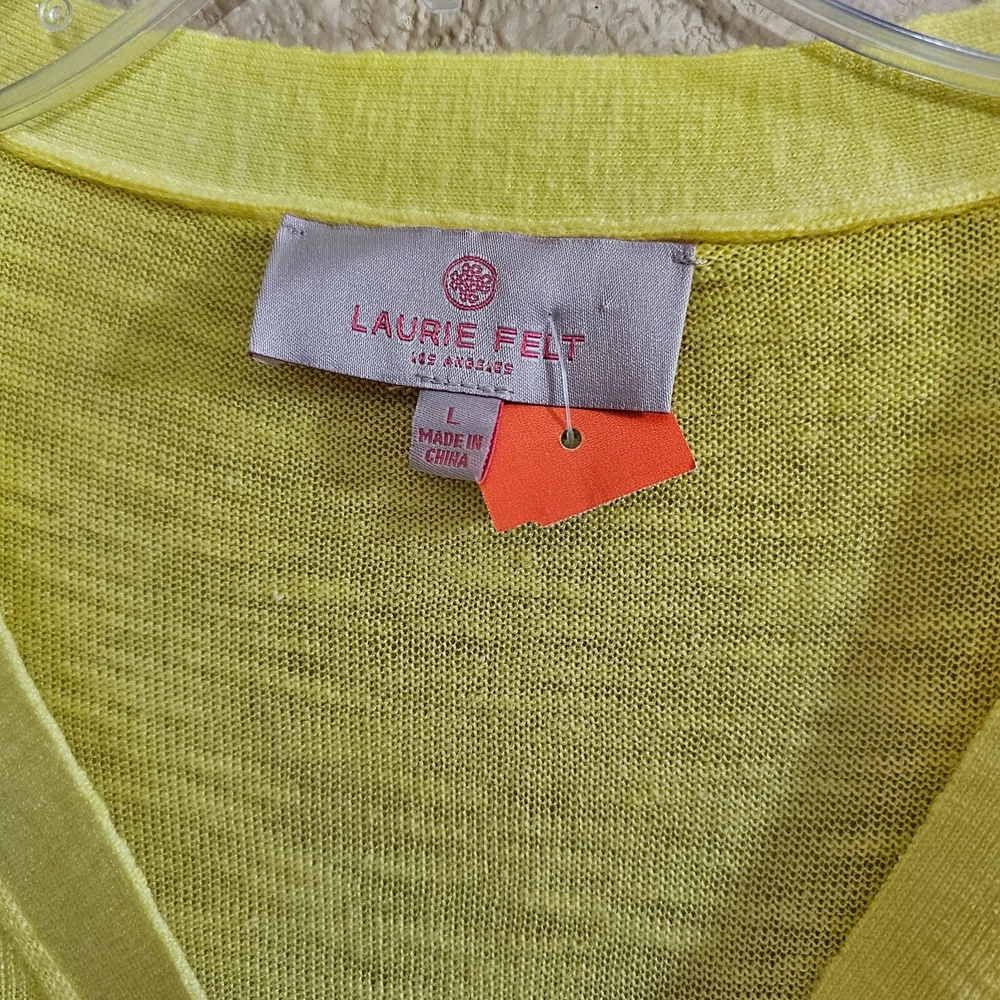 LAURIE FELT
LOS ANGELES
L
MADE IN
CHINA